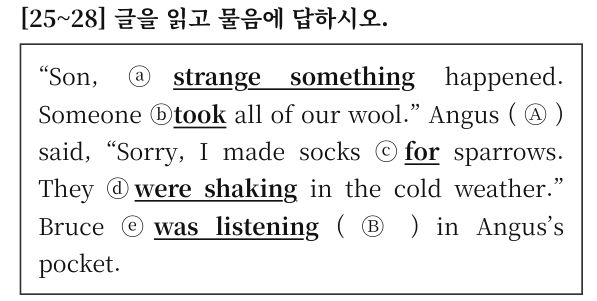 [25~28] 글을 읽고 물음에 답하시오.
“Son, ⓐ strange something happened.
Someone ⓑtook all of our wool.” Angus ( Ⓐ )
said, “Sorry, I made socks ⓒ for sparrows.
They ⓓ were shaking in the cold weather.”
Bruce ⓔ was listening ( Ⓑ ) in Angus’s
pocket.